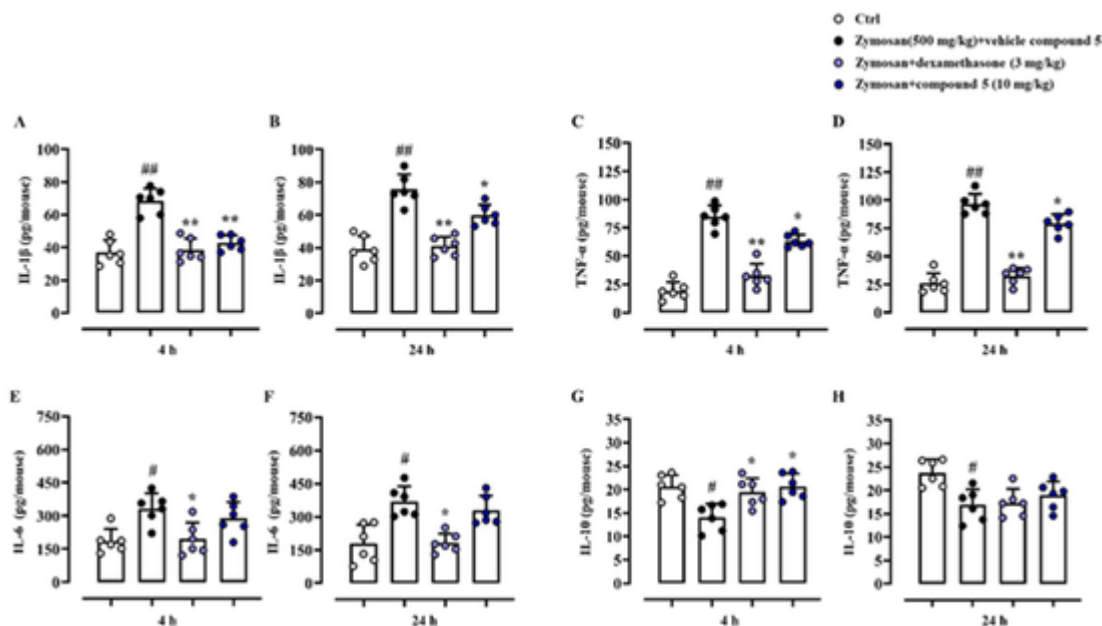 Ctrl
Zymosan(500 mg/kg)+vehicle compound 5
Zymosan+dexamethasone (3 mg/kg)
Zymosan+compound 5 (10 mg/kg)
A
B
C
D
IL-1β (pg/mouse)
100
80
60
40
20
0
##
**
**
4 h
IL-1β (pg/mouse)
100
80
60
40
20
0
##
**
*
24 h
TNF-α (pg/mouse)
150
125
100
75
50
25
0
##
**
*
4 h
TNF-α (pg/mouse)
150
125
100
75
50
25
0
##
**
*
24 h
E
F
G
H
IL-6 (pg/mouse)
750
600
450
300
150
0
#
*
4 h
IL-6 (pg/mouse)
750
600
450
300
150
0
#
*
24 h
IL-10 (pg/mouse)
35
30
25
20
15
10
5
0
#
*
*
4 h
IL-10 (pg/mouse)
35
30
25
20
15
10
5
0
#
24 h